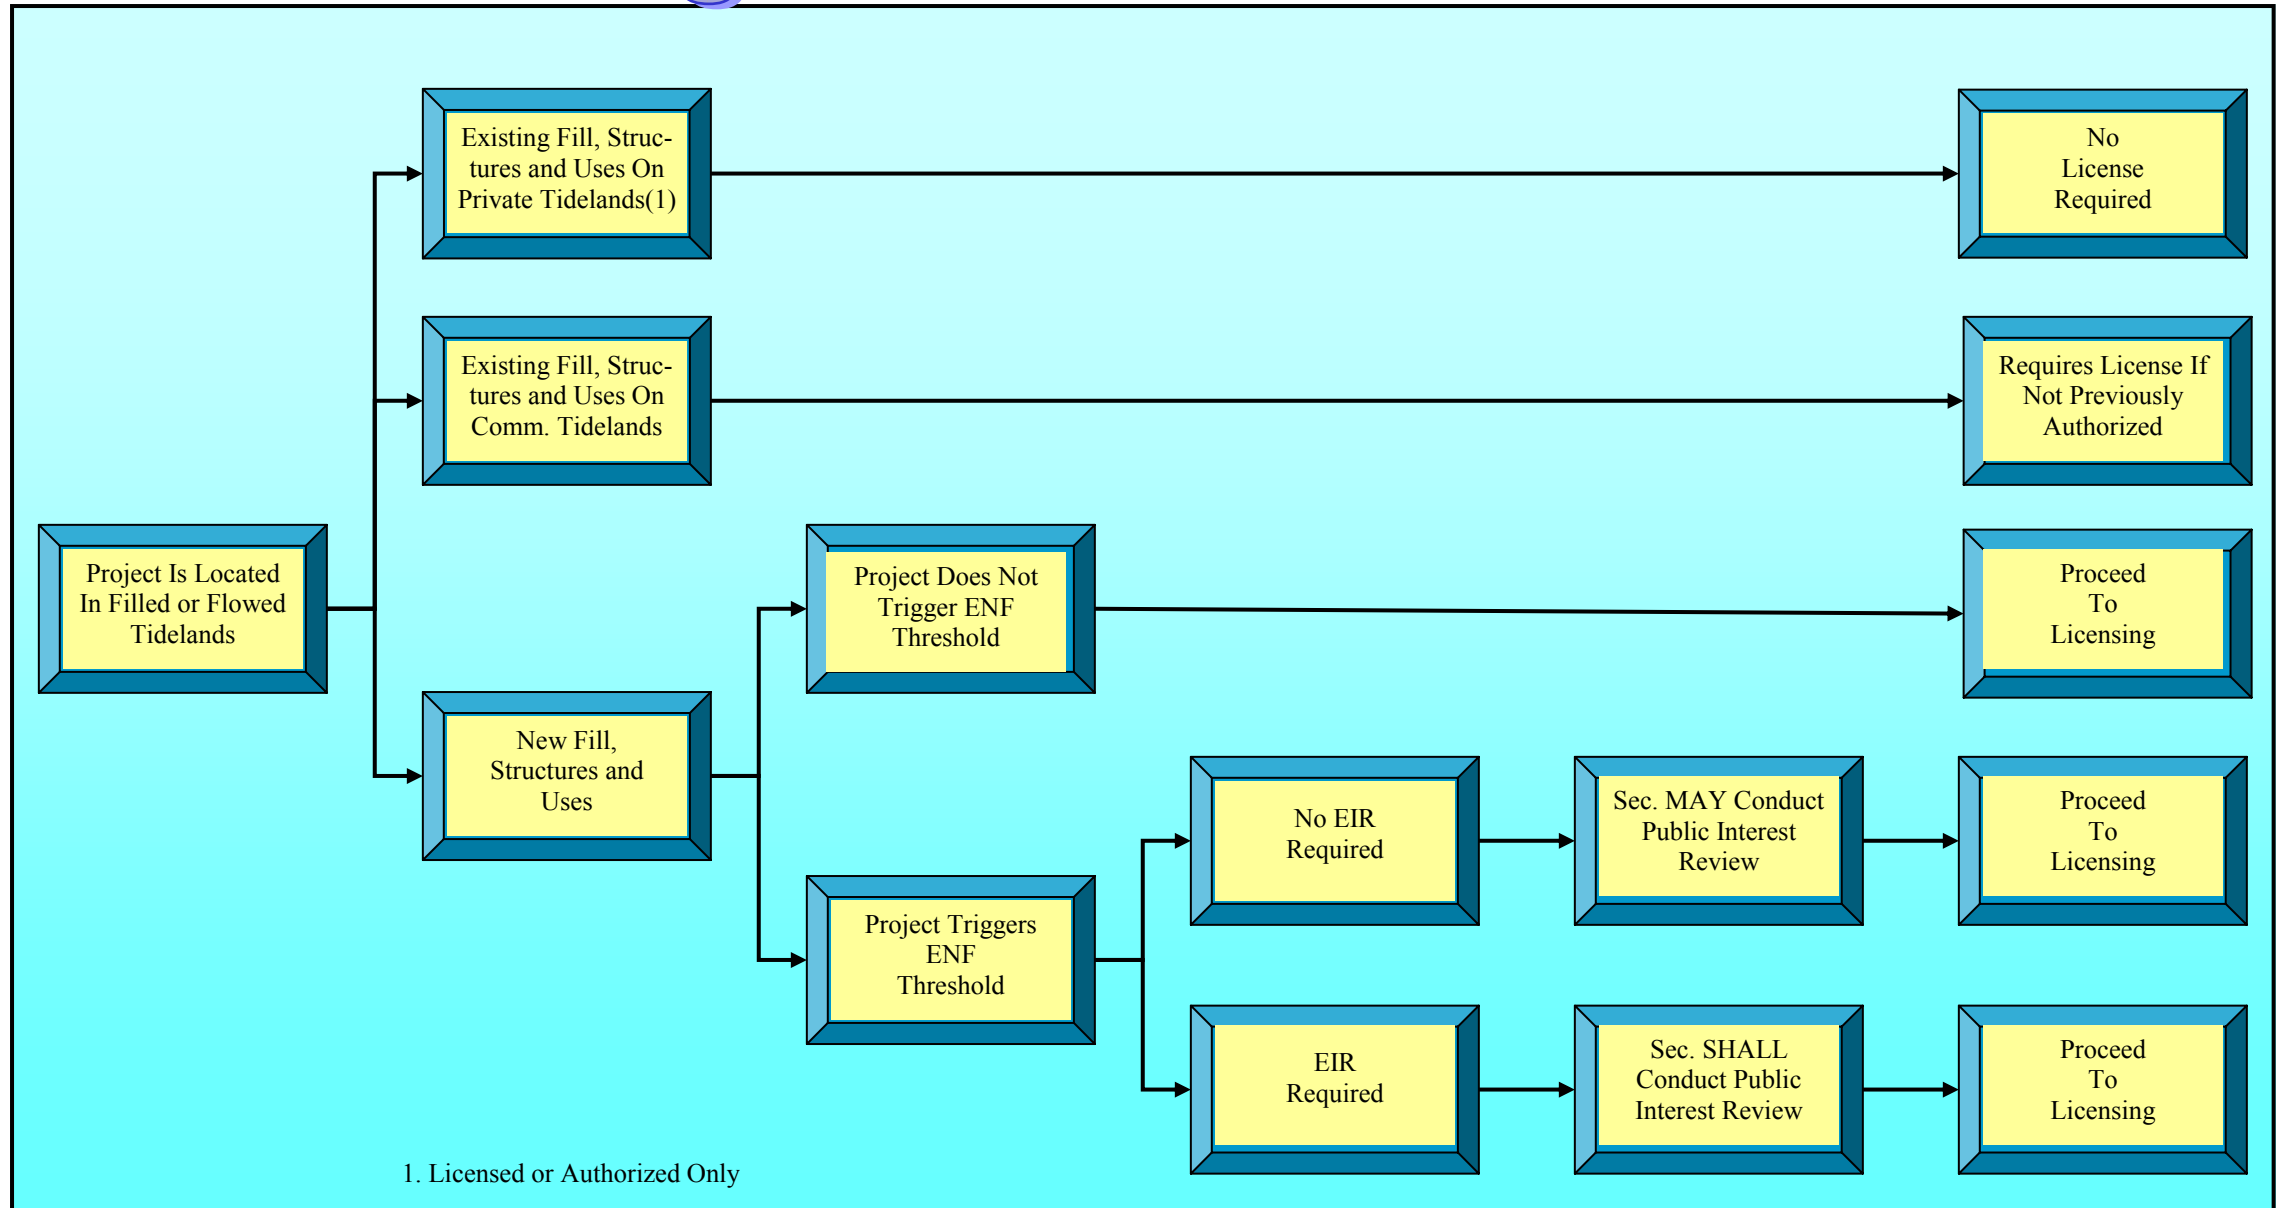 Existing Fill, Struc-
tures and Uses On
Private Tidelands(1)
No
License
Required
Existing Fill, Struc-
tures and Uses On
Comm. Tidelands
Requires License If
Not Previously
Authorized
Project Is Located
In Filled or Flowed
Tidelands
Project Does Not
Trigger ENF
Threshold
Proceed
To
Licensing
New Fill,
Structures and
Uses
No EIR
Required
Sec. MAY Conduct
Public Interest
Review
Proceed
To
Licensing
Project Triggers
ENF
Threshold
EIR
Required
Sec. SHALL
Conduct Public
Interest Review
Proceed
To
Licensing
1. Licensed or Authorized Only